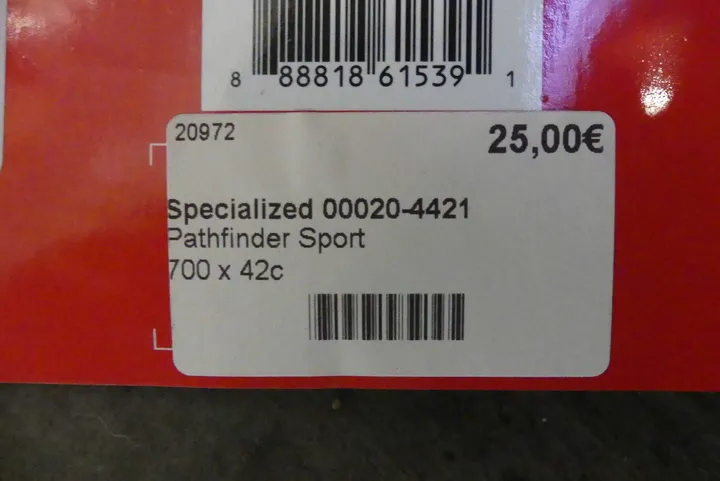 8 88818 61539 1
20972
25,00€
Specialized 00020-4421
Pathfinder Sport
700 x 42c